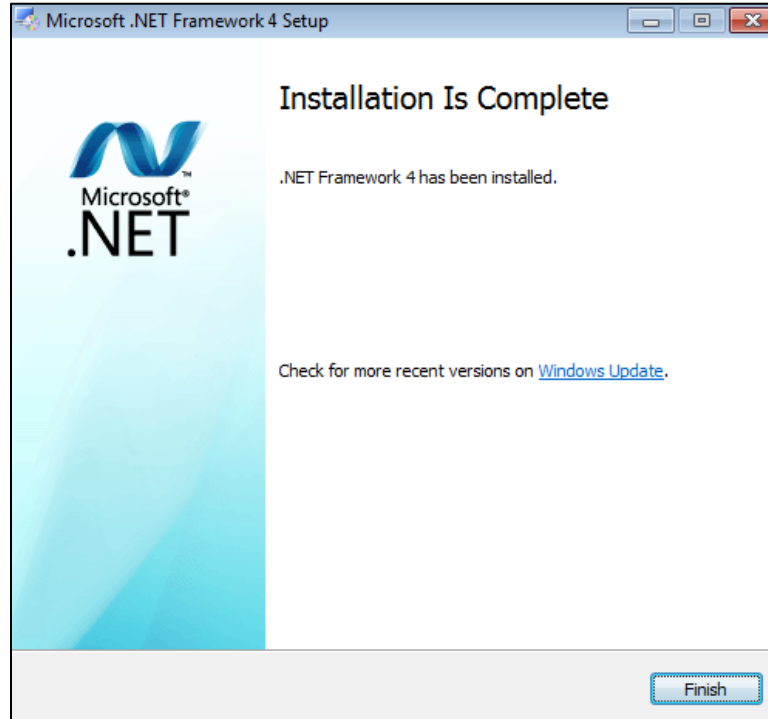 Microsoft .NET Framework 4 Setup
Installation Is Complete
Microsoft®
.NET
™
.NET Framework 4 has been installed.
Check for more recent versions on Windows Update.
Finish